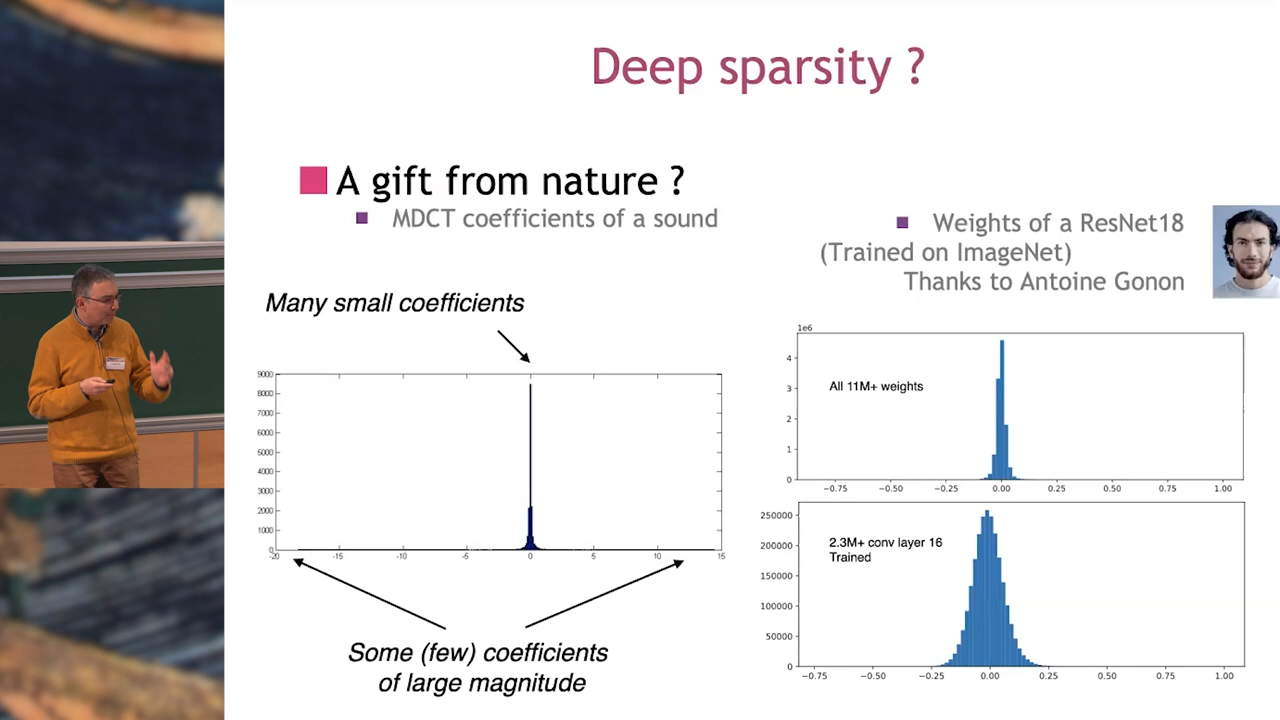 Deep sparsity ?
A gift from nature ?
MDCT coefficients of a sound
Many small coefficients
9000
8000
7000
6000
5000
4000
3000
2000
1000
0
-20 -15 -10 -5 0 5 10 15
Some (few) coefficients
of large magnitude
Weights of a ResNet18
(Trained on ImageNet)
Thanks to Antoine Gonon
1e6
All 11M+ weights
4
3
2
1
0
−0.75 −0.50 −0.25 0.00 0.25 0.50 0.75 1.00
2.3M+ conv layer 16
Trained
250000
200000
150000
100000
50000
0
−0.75 −0.50 −0.25 0.00 0.25 0.50 0.75 1.00